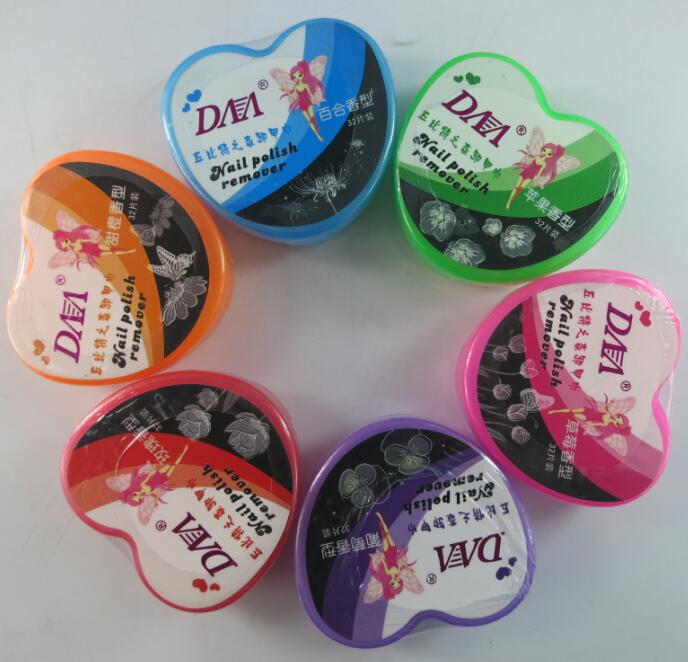 DAA®
丘比特之恋卸甲巾
Nail polish
remover
百合香型
32片装
DAA®
丘比特之恋卸甲巾
Nail polish
remover
苹果香型
32片装
DAA®
丘比特之恋卸甲巾
Nail polish
remover
甜橙香型
32片装
DAA®
丘比特之恋卸甲巾
Nail polish
remover
草莓香型
32片装
DAA®
丘比特之恋卸甲巾
Nail polish
remover
玫瑰香型
32片装
DAA®
丘比特之恋卸甲巾
Nail polish
remover
葡萄香型
32片装